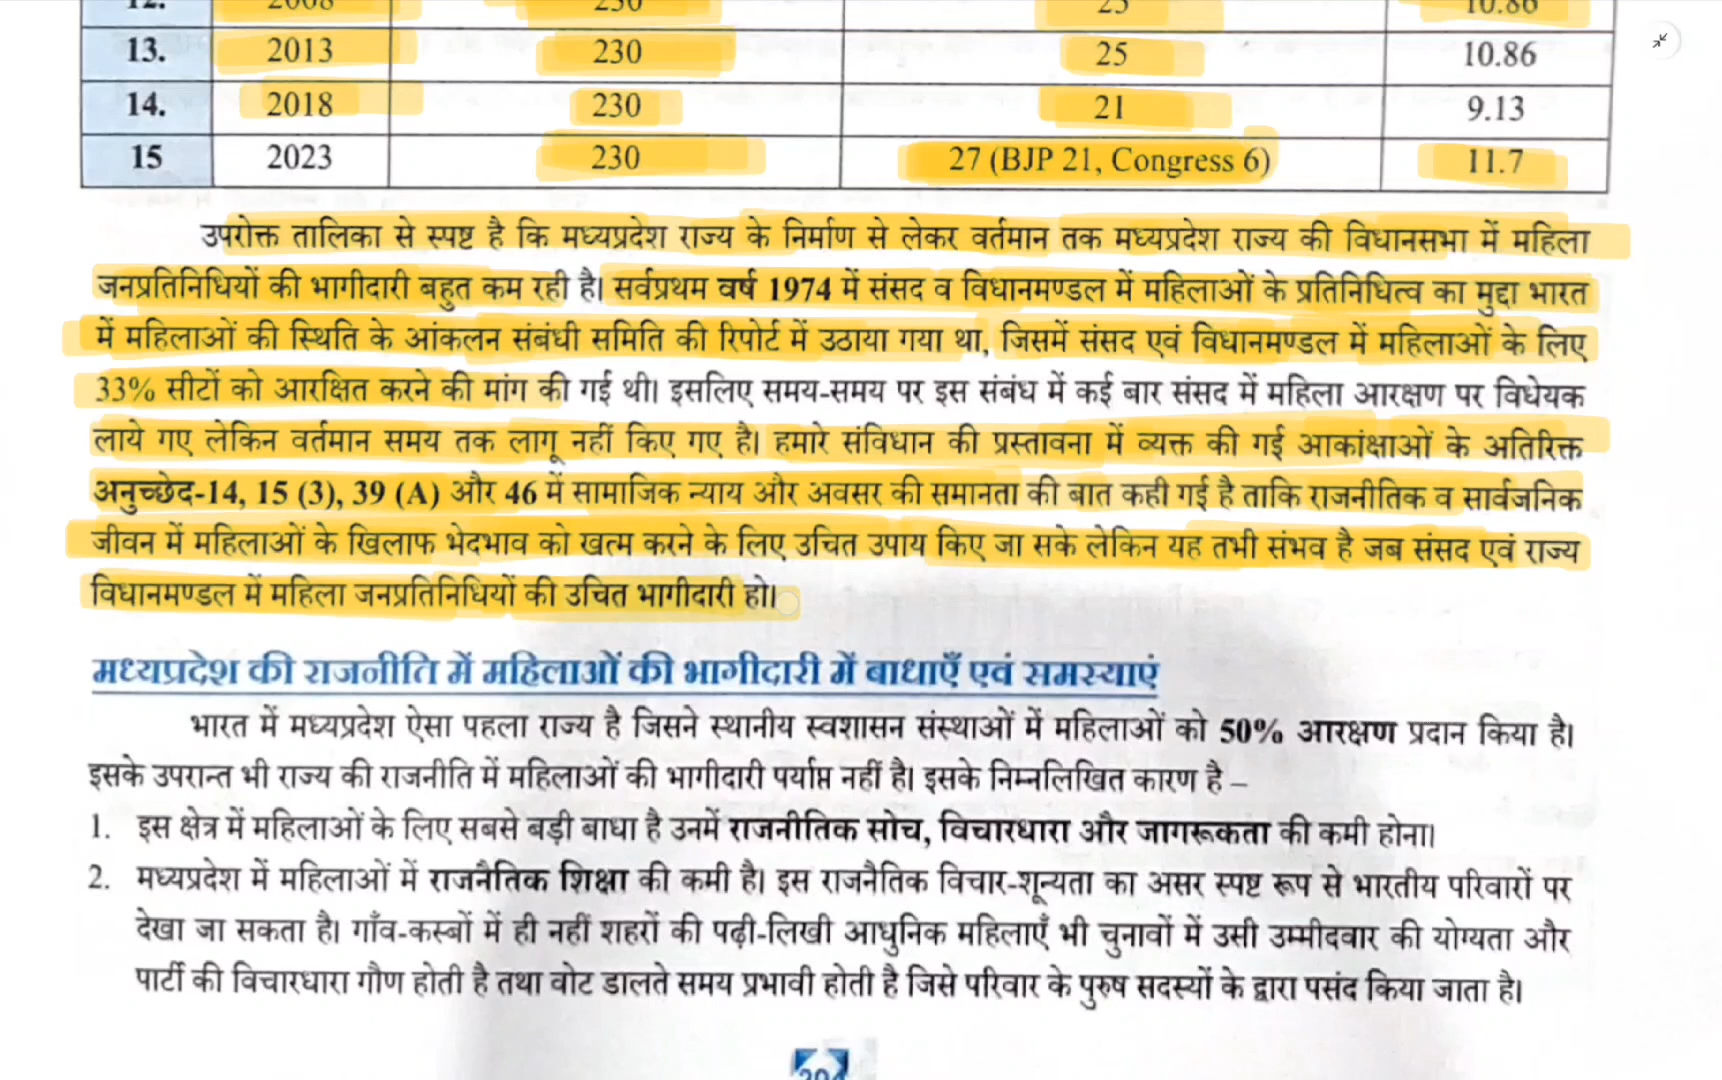 12. 2008 230 25 10.86
13. 2013 230 25 10.86
14. 2018 230 21 9.13
15 2023 230 27 (BJP 21, Congress 6) 11.7
उपरोक्त तालिका से स्पष्ट है कि मध्यप्रदेश राज्य के निर्माण से लेकर वर्तमान तक मध्यप्रदेश राज्य की विधानसभा में महिला
जनप्रतिनिधियों की भागीदारी बहुत कम रही है। सर्वप्रथम वर्ष 1974 में संसद व विधानमण्डल में महिलाओं के प्रतिनिधित्व का मुद्दा भारत
में महिलाओं की स्थिति के आंकलन संबंधी समिति की रिपोर्ट में उठाया गया था, जिसमें संसद एवं विधानमण्डल में महिलाओं के लिए
33% सीटों को आरक्षित करने की मांग की गई थी। इसलिए समय-समय पर इस संबंध में कई बार संसद में महिला आरक्षण पर विधेयक
लाये गए लेकिन वर्तमान समय तक लागू नहीं किए गए है। हमारे संविधान की प्रस्तावना में व्यक्त की गई आकांक्षाओं के अतिरिक्त
अनुच्छेद-14, 15 (3), 39 (A) और 46 में सामाजिक न्याय और अवसर की समानता की बात कही गई है ताकि राजनीतिक व सार्वजनिक
जीवन में महिलाओं के खिलाफ भेदभाव को खत्म करने के लिए उचित उपाय किए जा सके लेकिन यह तभी संभव है जब संसद एवं राज्य
विधानमण्डल में महिला जनप्रतिनिधियों की उचित भागीदारी हो।
मध्यप्रदेश की राजनीति में महिलाओं की भागीदारी में बाधाएँ एवं समस्याएं
भारत में मध्यप्रदेश ऐसा पहला राज्य है जिसने स्थानीय स्वशासन संस्थाओं में महिलाओं को 50% आरक्षण प्रदान किया है।
इसके उपरान्त भी राज्य की राजनीति में महिलाओं की भागीदारी पर्याप्त नहीं है। इसके निम्नलिखित कारण है –
1. इस क्षेत्र में महिलाओं के लिए सबसे बड़ी बाधा है उनमें राजनीतिक सोच, विचारधारा और जागरूकता की कमी होना।
2. मध्यप्रदेश में महिलाओं में राजनैतिक शिक्षा की कमी है। इस राजनैतिक विचार-शून्यता का असर स्पष्ट रूप से भारतीय परिवारों पर
देखा जा सकता है। गाँव-कस्बों में ही नहीं शहरों की पढ़ी-लिखी आधुनिक महिलाएँ भी चुनावों में उसी उम्मीदवार की योग्यता और
पार्टी की विचारधारा गौण होती है तथा वोट डालते समय प्रभावी होती है जिसे परिवार के पुरुष सदस्यों के द्वारा पसंद किया जाता है।